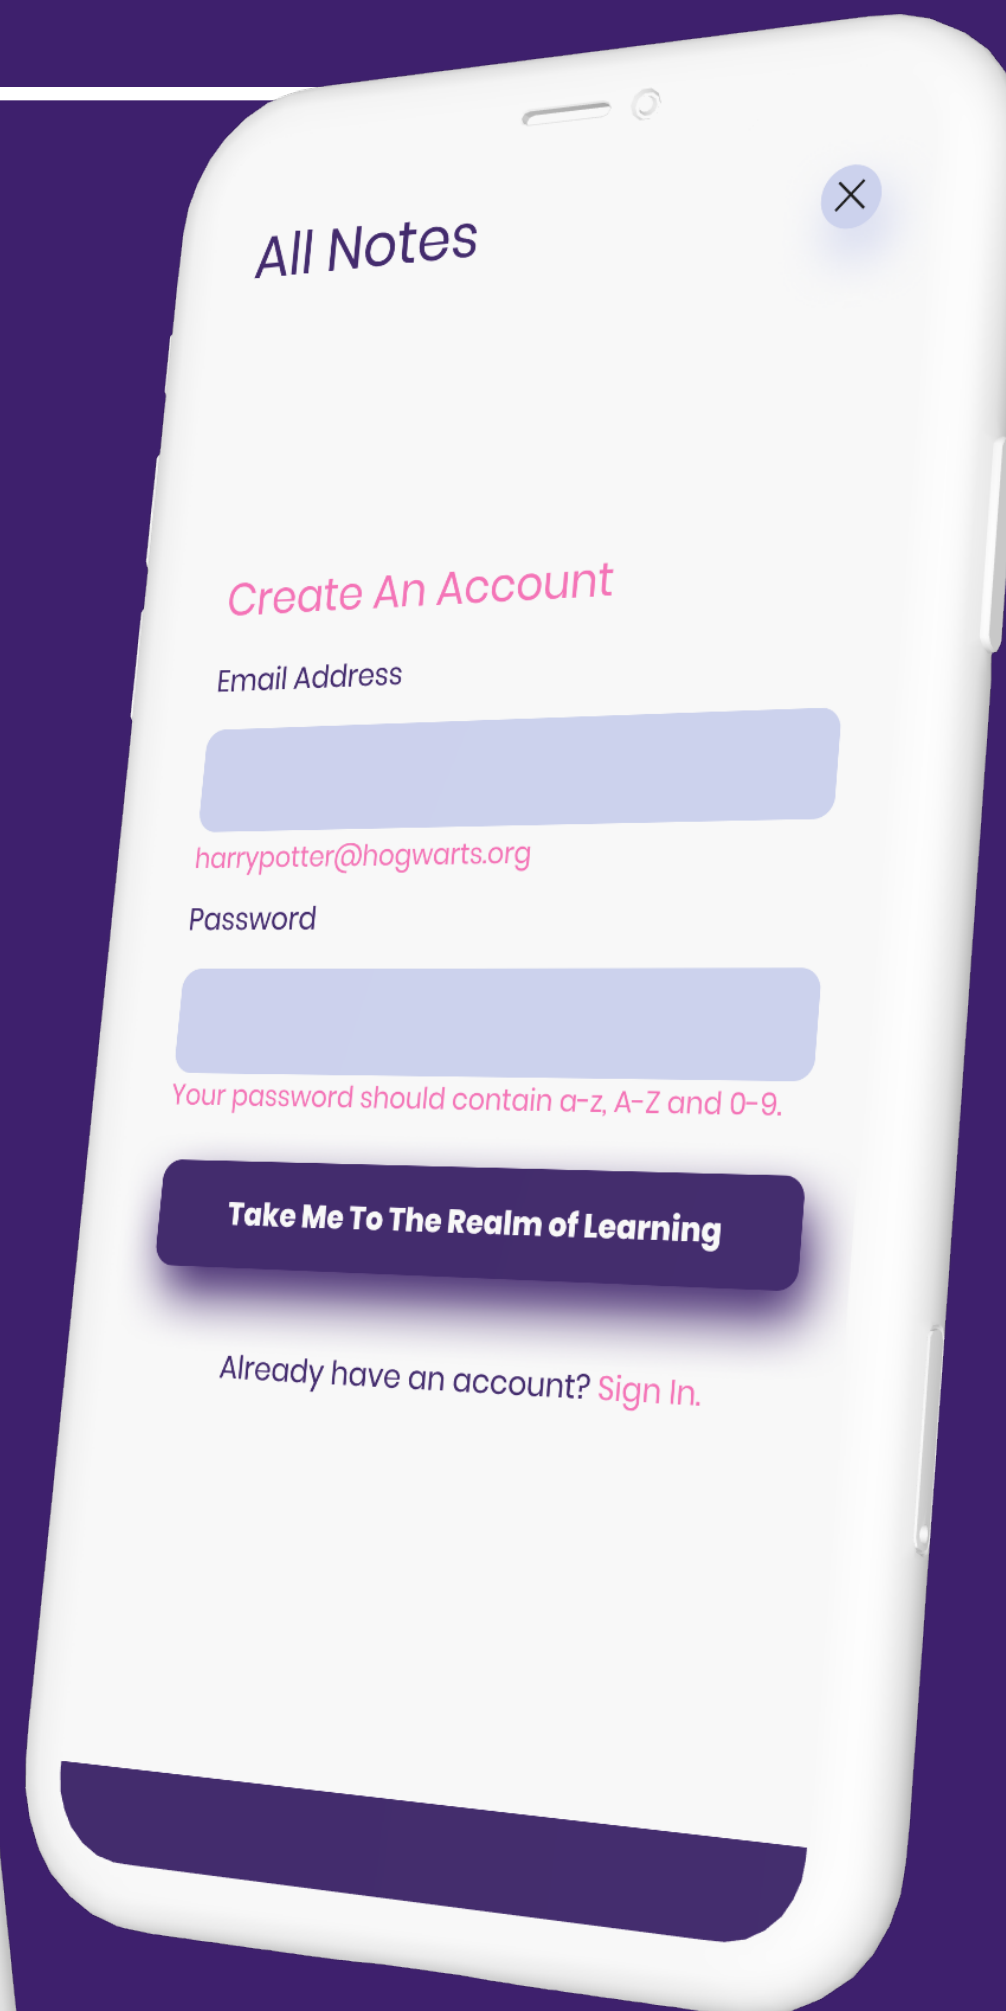 All Notes
Create An Account
Email Address
harrypotter@hogwarts.org
Password
Your password should contain a-z, A-Z and 0-9.
Take Me To The Realm of Learning
Already have an account? Sign In.